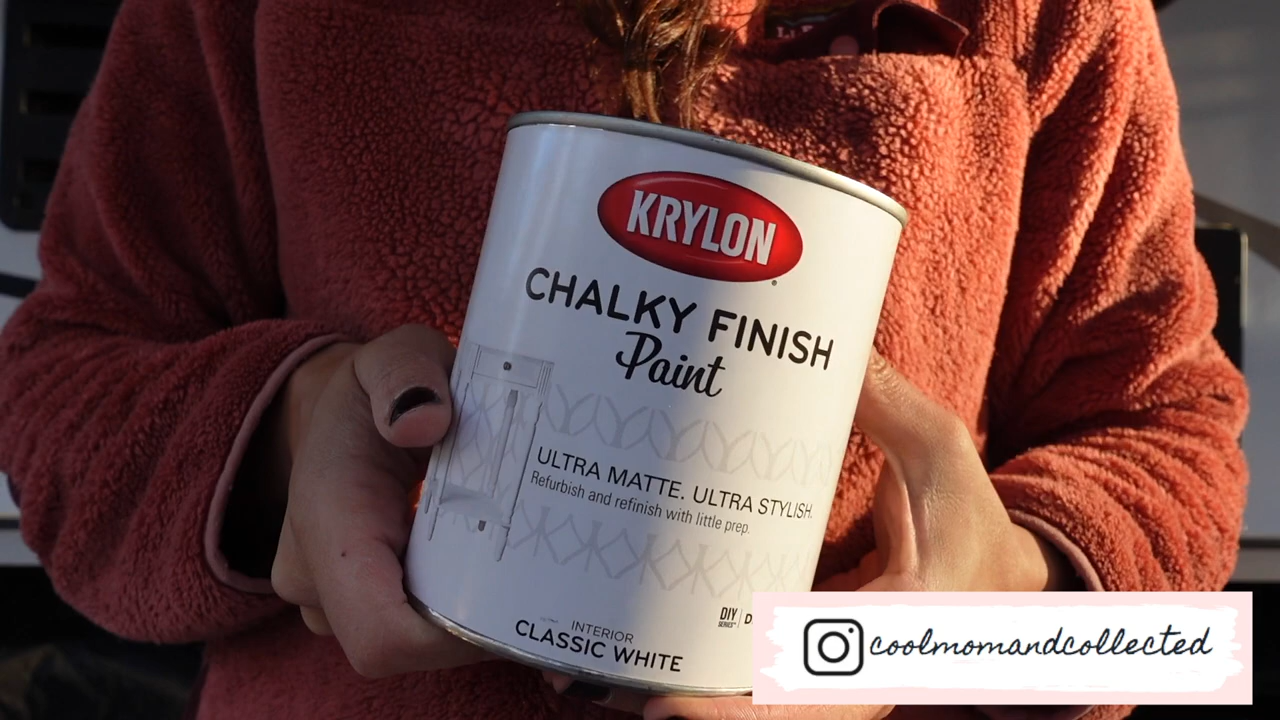 KRYLON
CHALKY FINISH
Paint
ULTRA MATTE. ULTRA STYLISH.
Refurbish and refinish with little prep.
DIY
SERIES
INTERIOR
CLASSIC WHITE
coolmomandcollected